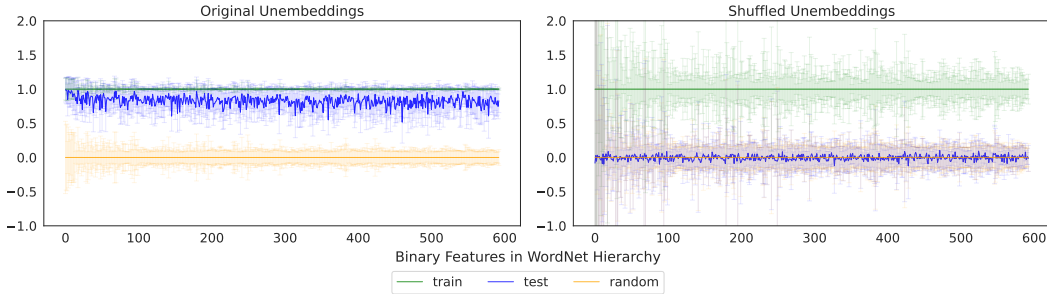 Original Unembeddings
2.0
1.5
1.0
0.5
0.0
−0.5
−1.0
0 100 200 300 400 500 600
Shuffled Unembeddings
2.0
1.5
1.0
0.5
0.0
−0.5
−1.0
0 100 200 300 400 500 600
Binary Features in WordNet Hierarchy
train test random